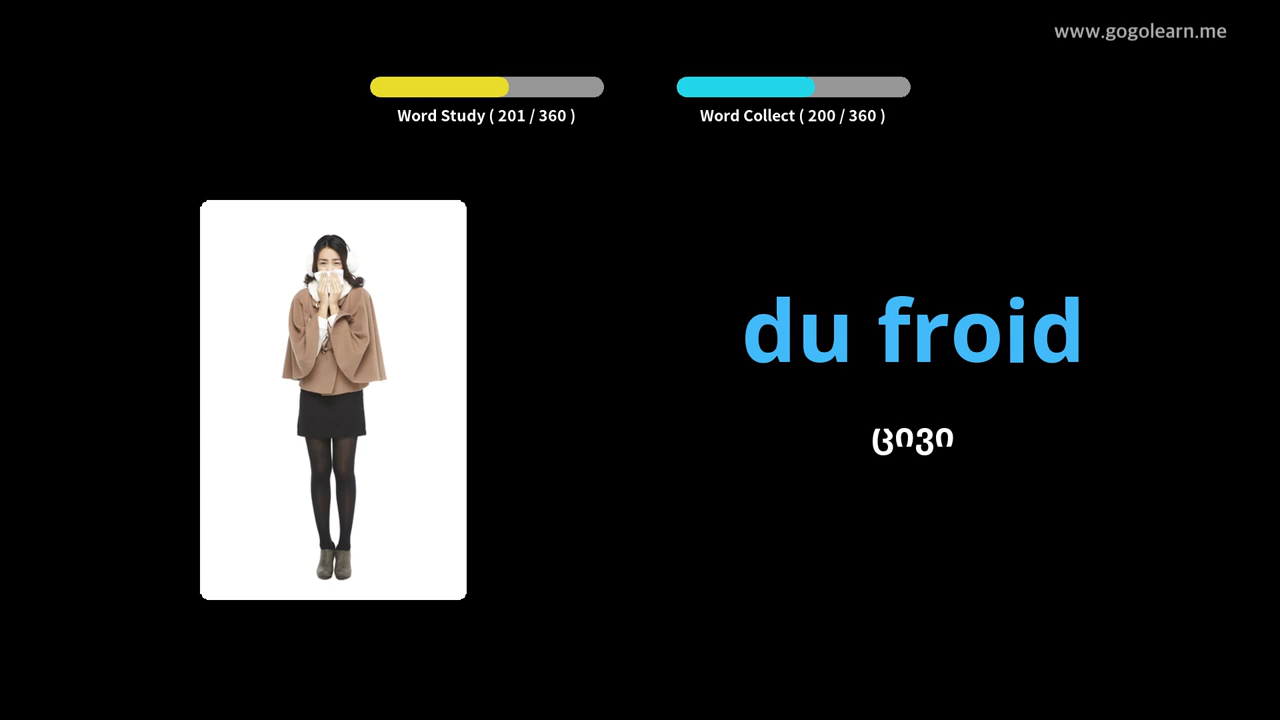 www.gogolearn.me
Word Study ( 201 / 360 )
Word Collect ( 200 / 360 )
du froid
ცივი